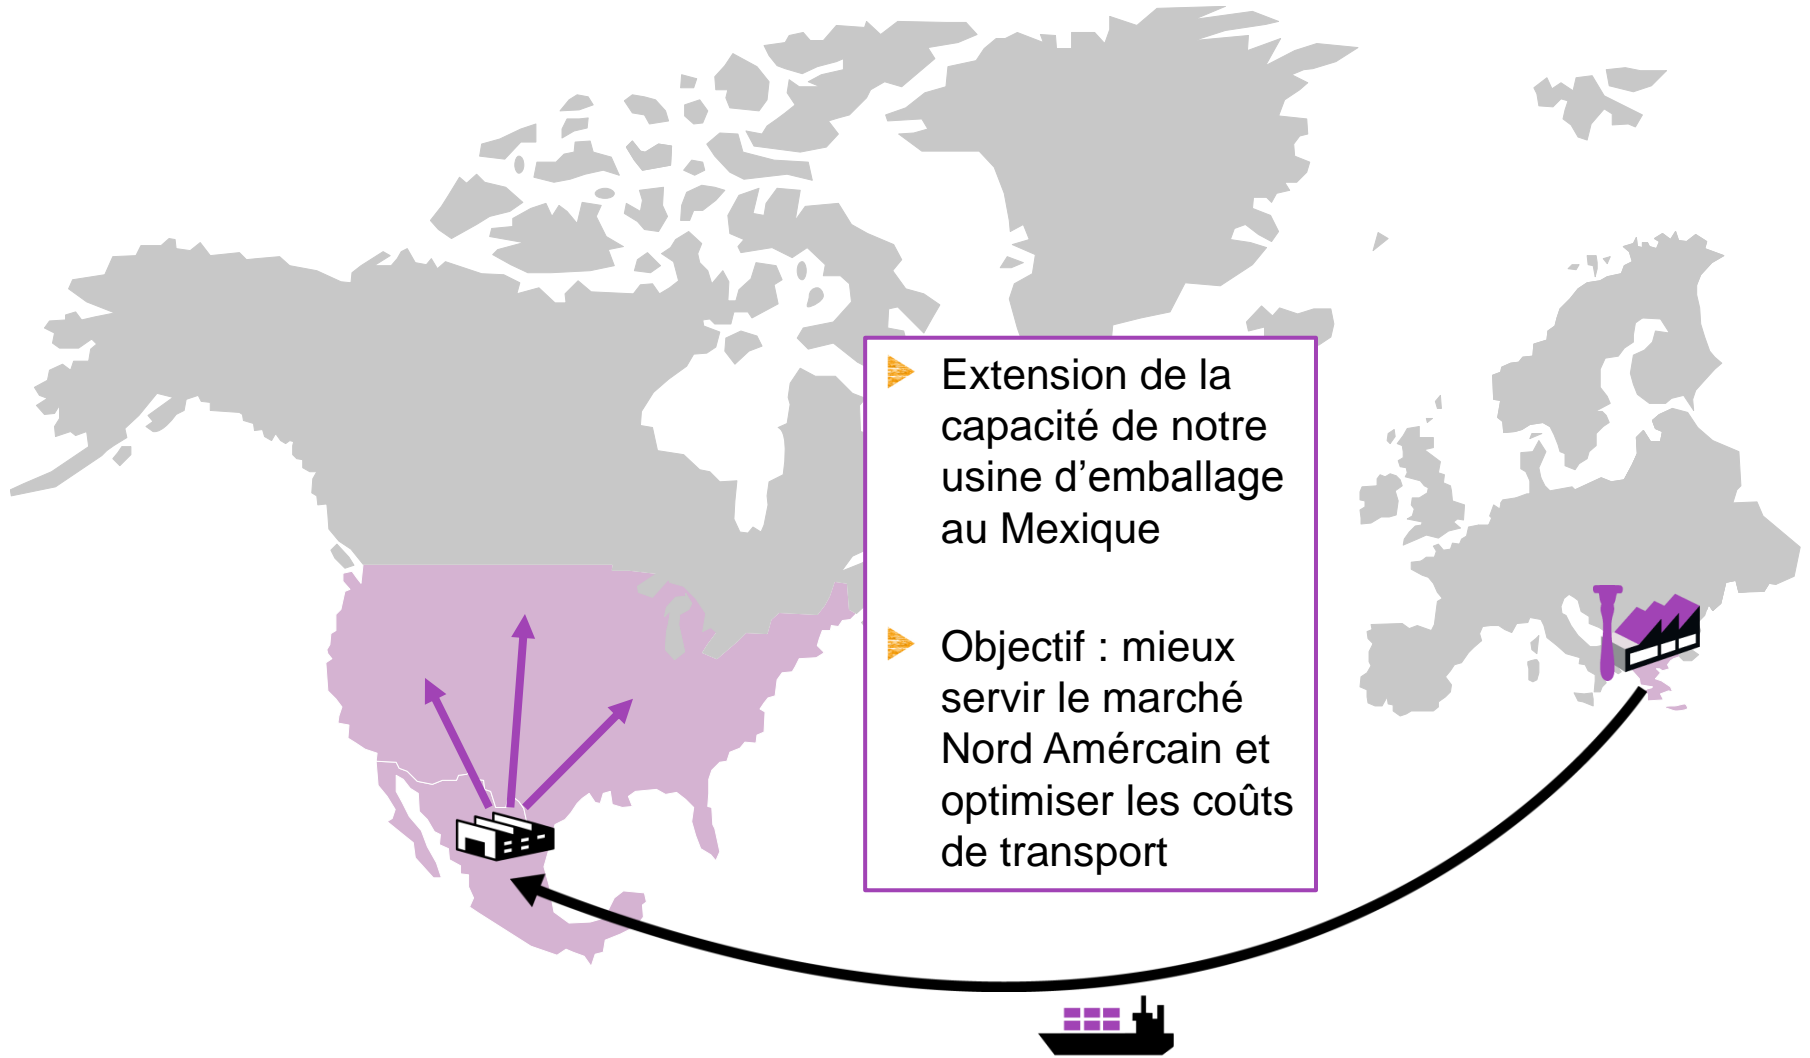 Extension de la
capacité de notre
usine d’emballage
au Mexique
Objectif : mieux
servir le marché
Nord Amércain et
optimiser les coûts
de transport